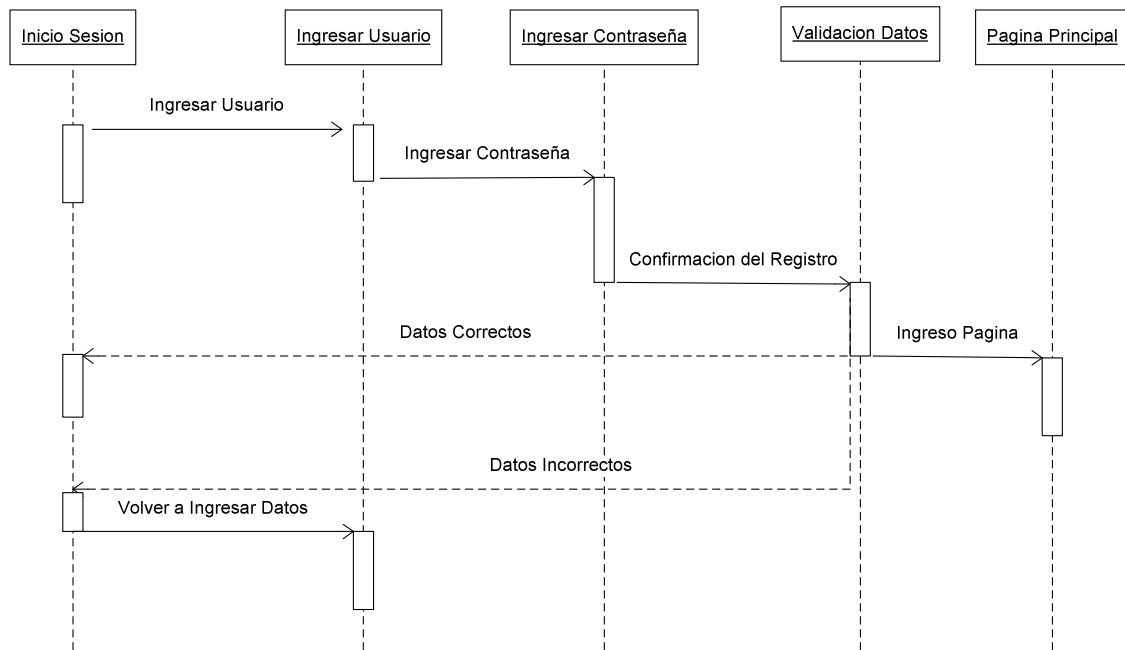 Inicio Sesion
Ingresar Usuario
Ingresar Contraseña
Validacion Datos
Pagina Principal
Ingresar Usuario
Ingresar Contraseña
Confirmacion del Registro
Datos Correctos
Ingreso Pagina
Datos Incorrectos
Volver a Ingresar Datos